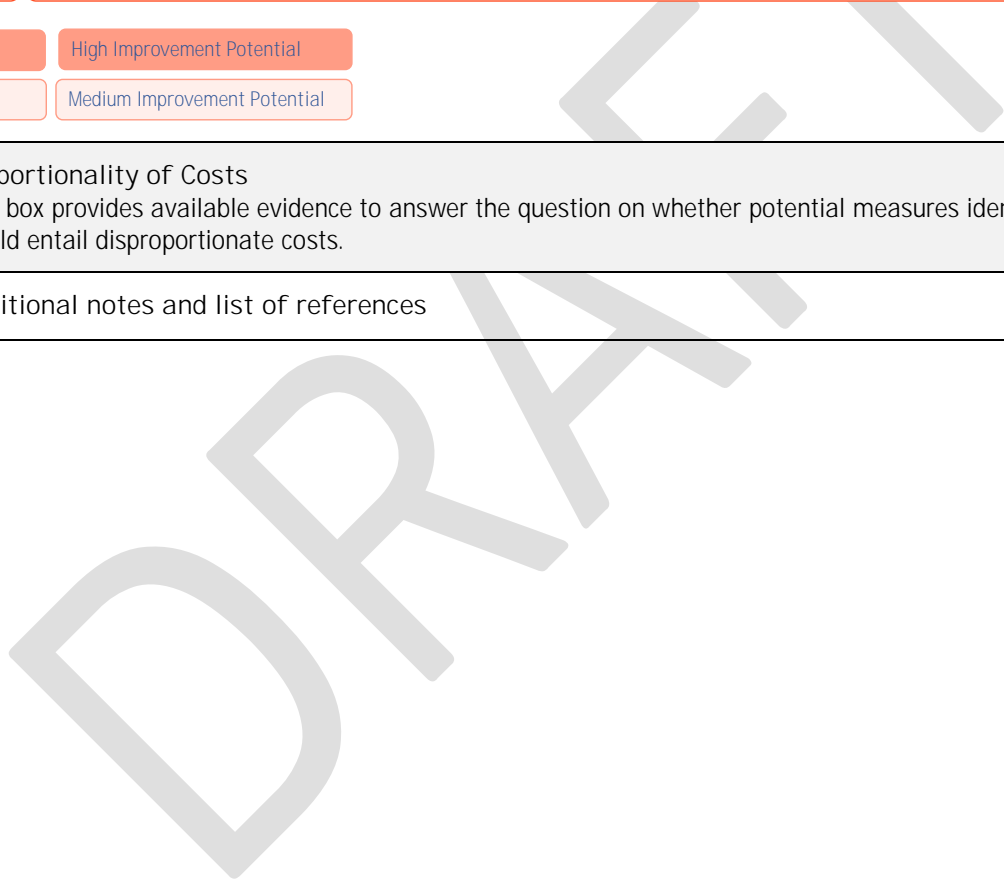 High Improvement Potential
Medium Improvement Potential
portionality of Costs
box provides available evidence to answer the question on whether potential measures iden
ld entail disproportionate costs.
itional notes and list of references
DRAFT